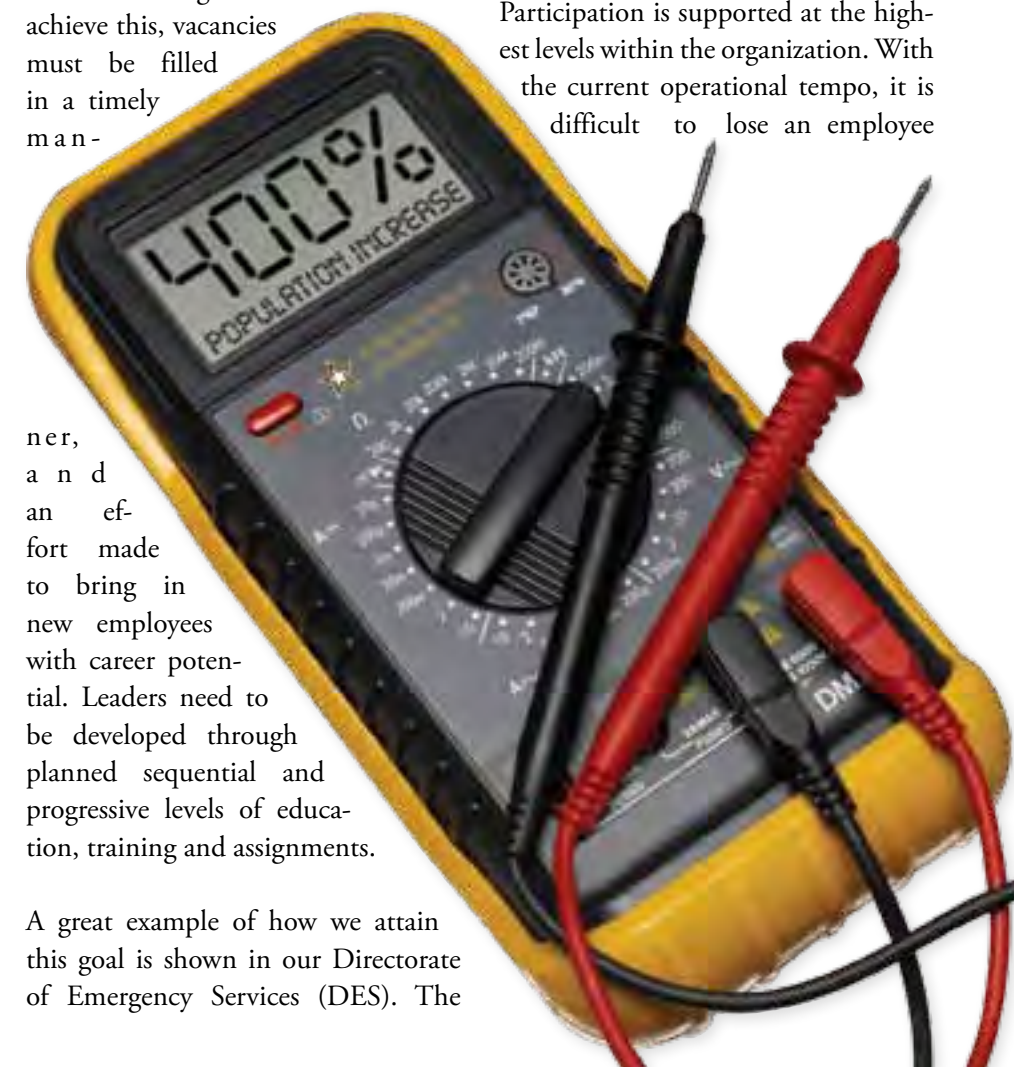 achieve this, vacancies
must be filled
in a timely
man-
ner,
and
an ef-
fort made
to bring in
new employees
with career poten-
tial. Leaders need to
be developed through
planned sequential and
progressive levels of educa-
tion, training and assignments.
A great example of how we attain
this goal is shown in our Directorate
of Emergency Services (DES). The
Participation is supported at the high-
est levels within the organization. With
the current operational tempo, it is
difficult to lose an employee
400%
POPULATION INCREASE